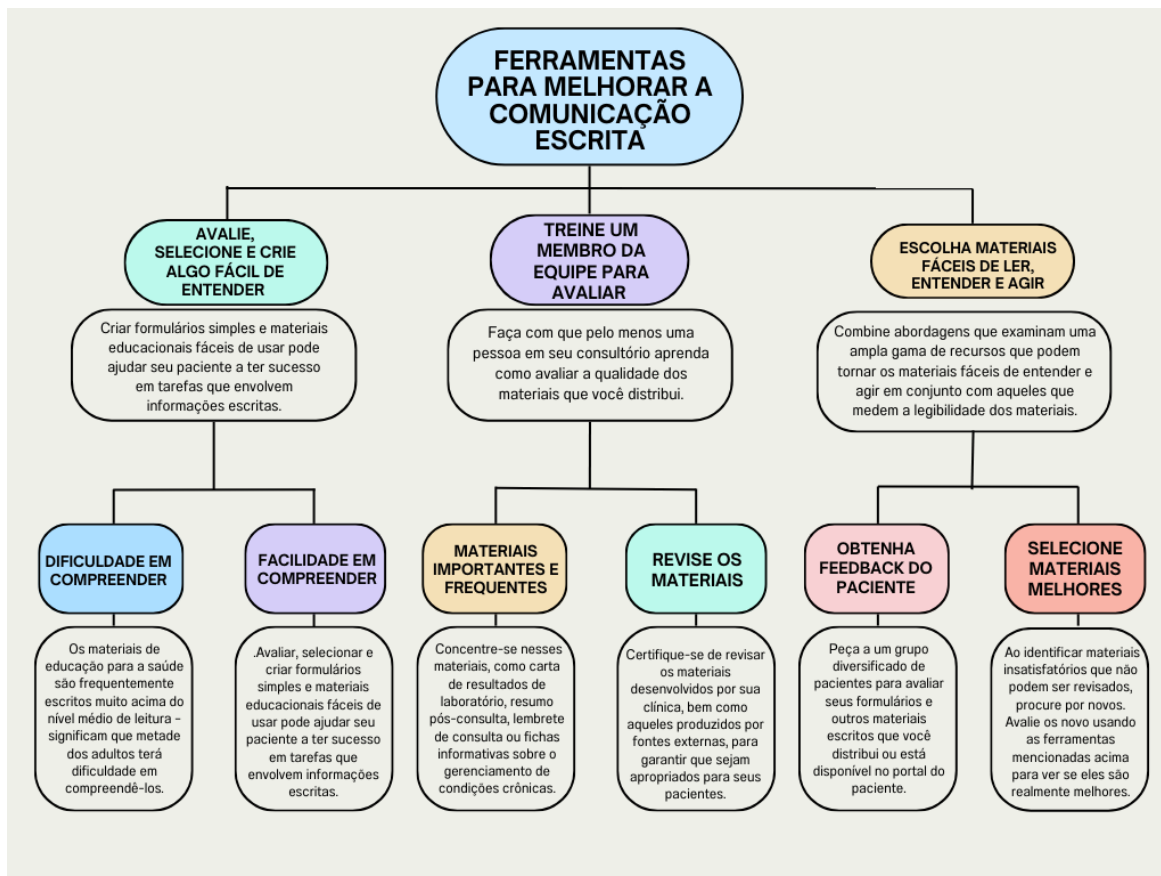 FERRAMENTAS
PARA MELHORAR A
COMUNICAÇÃO
ESCRITA
AVALIE,
SELECIONE E CRIE
ALGO FÁCIL DE
ENTENDER
Criar formulários simples e materiais
educacionais fáceis de usar pode
ajudar seu paciente a ter sucesso
em tarefas que envolvem
informações escritas.
TREINE UM
MEMBRO DA
EQUIPE PARA
AVALIAR
Faça com que pelo menos uma
pessoa em seu consultório aprenda
como avaliar a qualidade dos
materiais que você distribui.
ESCOLHA MATERIAIS
FÁCEIS DE LER,
ENTENDER E AGIR
Combine abordagens que examinam uma
ampla gama de recursos que podem
tornar os materiais fáceis de entender e
agir em conjunto com aqueles que
medem a legibilidade dos materiais.
DIFICULDADE EM
COMPREENDER
Os materiais de
educação para a saúde
são frequentemente
escritos muito acima do
nível médio de leitura -
significam que metade
dos adultos terá
dificuldade em
compreendê-los.
FACILIDADE EM
COMPREENDER
.Avaliar, selecionar e
criar formulários
simples e materiais
educacionais fáceis de
usar pode ajudar seu
paciente a ter sucesso
em tarefas que
envolvem informações
escritas.
MATERIAIS
IMPORTANTES E
FREQUENTES
Concentre-se nesses
materiais, como carta
de resultados de
laboratório, resumo
pós-consulta, lembrete
de consulta ou fichas
informativas sobre o
gerenciamento de
condições crônicas.
REVISE OS
MATERIAIS
Certifique-se de revisar
os materiais
desenvolvidos por sua
clínica, bem como
aqueles produzidos por
fontes externas, para
garantir que sejam
apropriados para seus
pacientes.
OBTENHA
FEEDBACK DO
PACIENTE
Peça a um grupo
diversificado de
pacientes para avaliar
seus formulários e
outros materiais
escritos que você
distribui ou está
disponível no portal do
paciente.
SELECIONE
MATERIAIS
MELHORES
Ao identificar materiais
insatisfatórios que não
podem ser revisados,
procure por novos.
Avalie os novo usando
as ferramentas
mencionadas acima
para ver se eles são
realmente melhores.